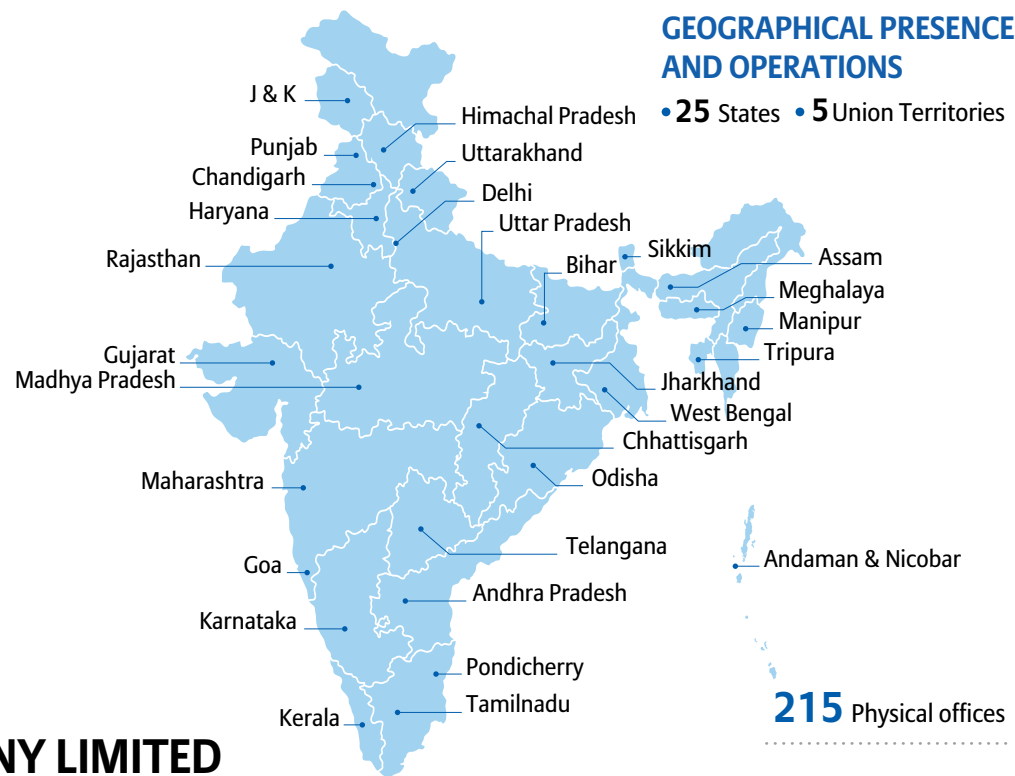 GEOGRAPHICAL PRESENCE
AND OPERATIONS
• 25 States • 5 Union Territories
J & K
Himachal Pradesh
Punjab
Uttarakhand
Chandigarh
Delhi
Haryana
Uttar Pradesh
Sikkim
Assam
Rajasthan
Bihar
Meghalaya
Manipur
Gujarat
Tripura
Madhya Pradesh
Jharkhand
West Bengal
Chhattisgarh
Maharashtra
Odisha
Telangana
Goa
Andaman & Nicobar
Andhra Pradesh
Karnataka
Pondicherry
Tamilnadu
Kerala
215 Physical offices
NY LIMITED